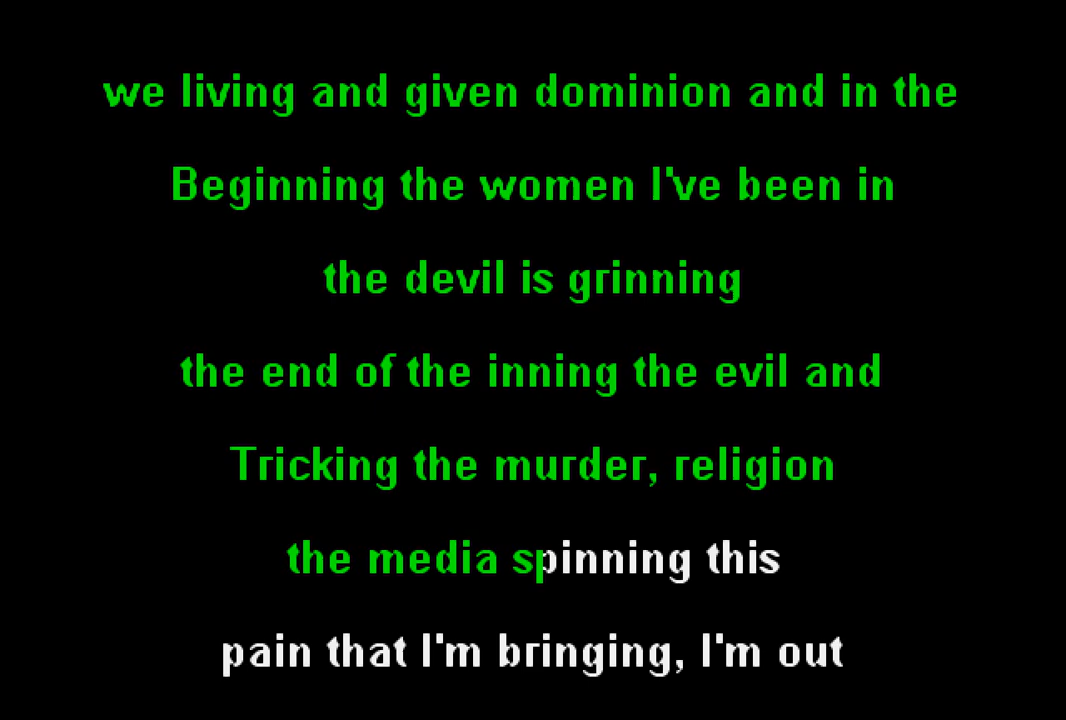 we living and given dominion and in the
Beginning the women I've been in
the devil is grinning
the end of the inning the evil and
Tricking the murder, religion
the media spinning this
pain that I'm bringing, I'm out